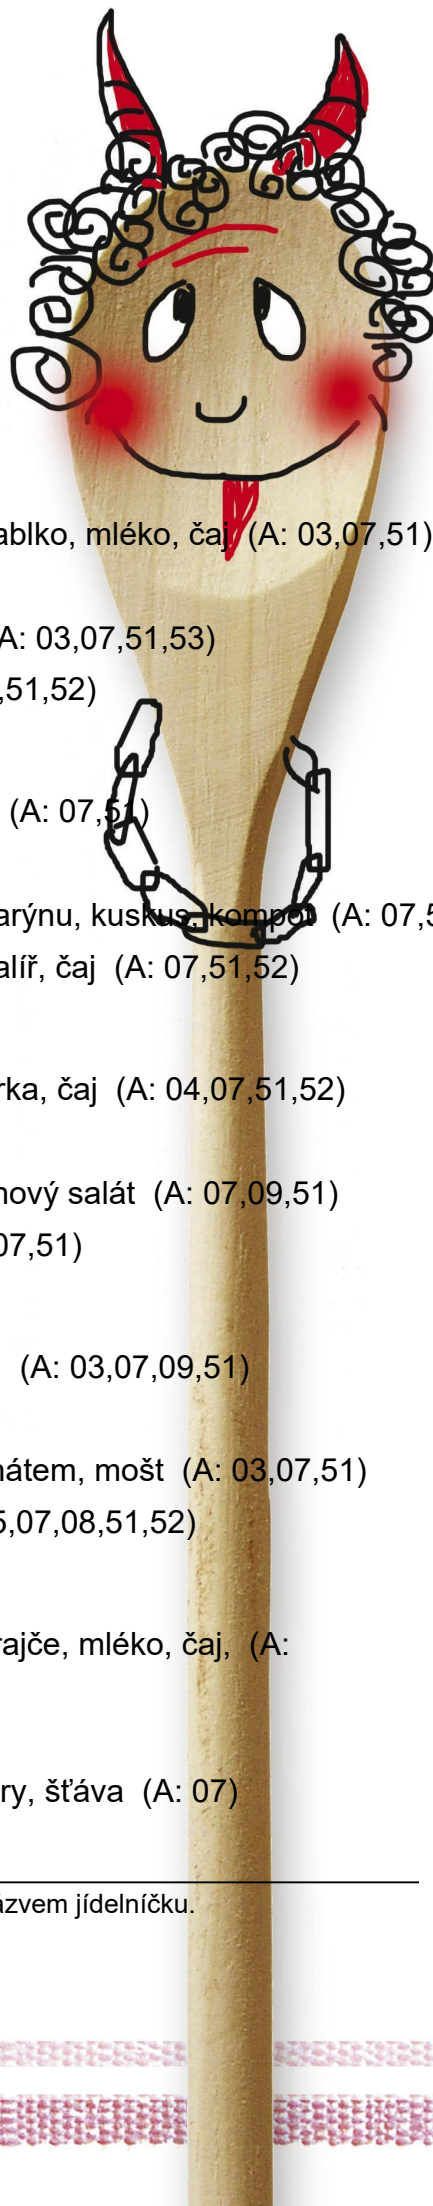 ablko, mléko, čaj (A: 03,07,51)
A: 03,07,51,53)
,51,52)
(A: 07,51)
arýnu, kuskus, kompot (A: 07,5
alíř, čaj (A: 07,51,52)
rka, čaj (A: 04,07,51,52)
nový salát (A: 07,09,51)
07,51)
(A: 03,07,09,51)
nátem, mošt (A: 03,07,51)
5,07,08,51,52)
rajče, mléko, čaj, (A:
ry, šťáva (A: 07)
ázvem jídelníčku.